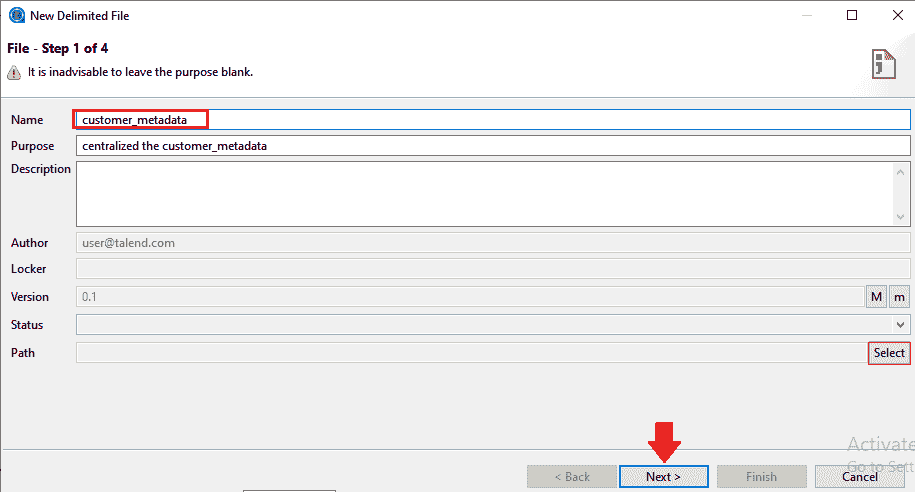 New Delimited File
File - Step 1 of 4
It is inadvisable to leave the purpose blank.
Name customer_metadata
Purpose centralized the customer_metadata
Description
Author user@talend.com
Locker
Version 0.1 M m
Status
Path Select
Activate
Go to Sett
< Back Next > Finish Cancel